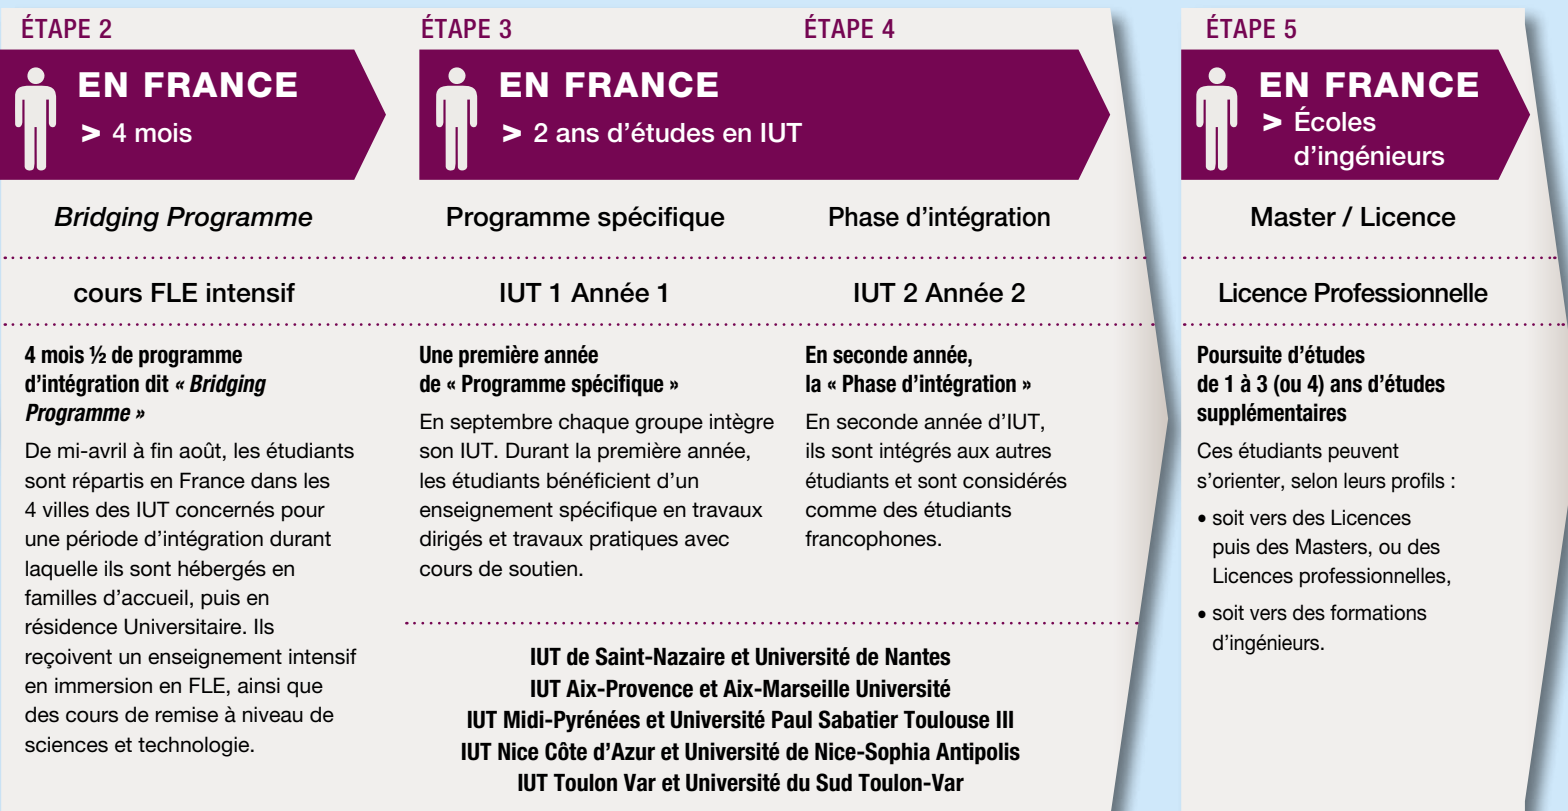 ÉTAPE 2
EN FRANCE
> 4 mois
Bridging Programme
cours FLE intensif
4 mois ½ de programme
d'intégration dit « Bridging
Programme »
De mi-avril à fin août, les étudiants
sont répartis en France dans les
4 villes des IUT concernés pour
une période d'intégration durant
laquelle ils sont hébergés en
familles d'accueil, puis en
résidence Universitaire. Ils
reçoivent un enseignement intensif
en immersion en FLE, ainsi que
des cours de remise à niveau de
sciences et technologie.
ÉTAPE 3
ÉTAPE 4
EN FRANCE
> 2 ans d'études en IUT
Programme spécifique
IUT 1 Année 1
Une première année
de « Programme spécifique »
En septembre chaque groupe intègre
son IUT. Durant la première année,
les étudiants bénéficient d'un
enseignement spécifique en travaux
dirigés et travaux pratiques avec
cours de soutien.
Phase d'intégration
IUT 2 Année 2
En seconde année,
la « Phase d'intégration »
En seconde année d'IUT,
ils sont intégrés aux autres
étudiants et sont considérés
comme des étudiants
francophones.
IUT de Saint-Nazaire et Université de Nantes
IUT Aix-Provence et Aix-Marseille Université
IUT Midi-Pyrénées et Université Paul Sabatier Toulouse III
IUT Nice Côte d'Azur et Université de Nice-Sophia Antipolis
IUT Toulon Var et Université du Sud Toulon-Var
ÉTAPE 5
EN FRANCE
> Écoles
d'ingénieurs
Master / Licence
Licence Professionnelle
Poursuite d'études
de 1 à 3 (ou 4) ans d'études
supplémentaires
Ces étudiants peuvent
s'orienter, selon leurs profils :
• soit vers des Licences
puis des Masters, ou des
Licences professionnelles,
• soit vers des formations
d'ingénieurs.